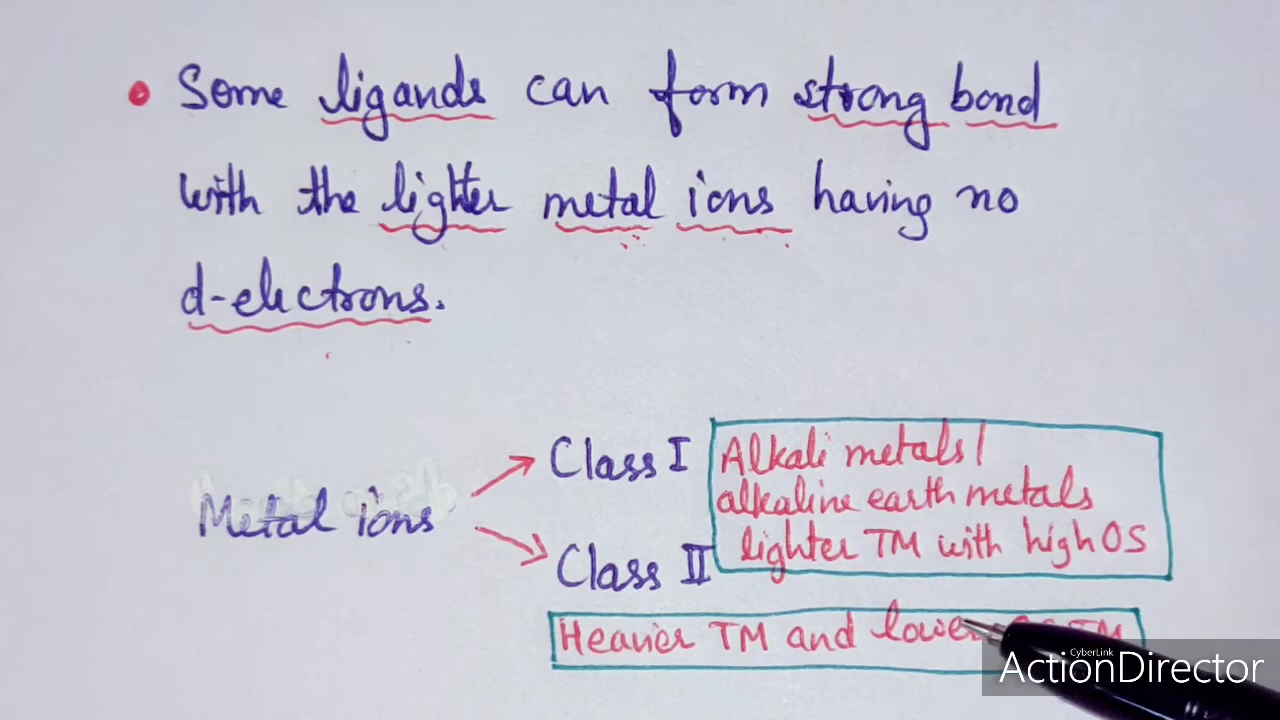 • Some ligands can form strong bond
with the lighter metal ions having no
d-electrons.
Metal ions
Class I
Alkali metals/
alkaline earth metals
lighter TM with high OS
Class II
Heavier TM and lower TM
CyberLink
ActionDirector